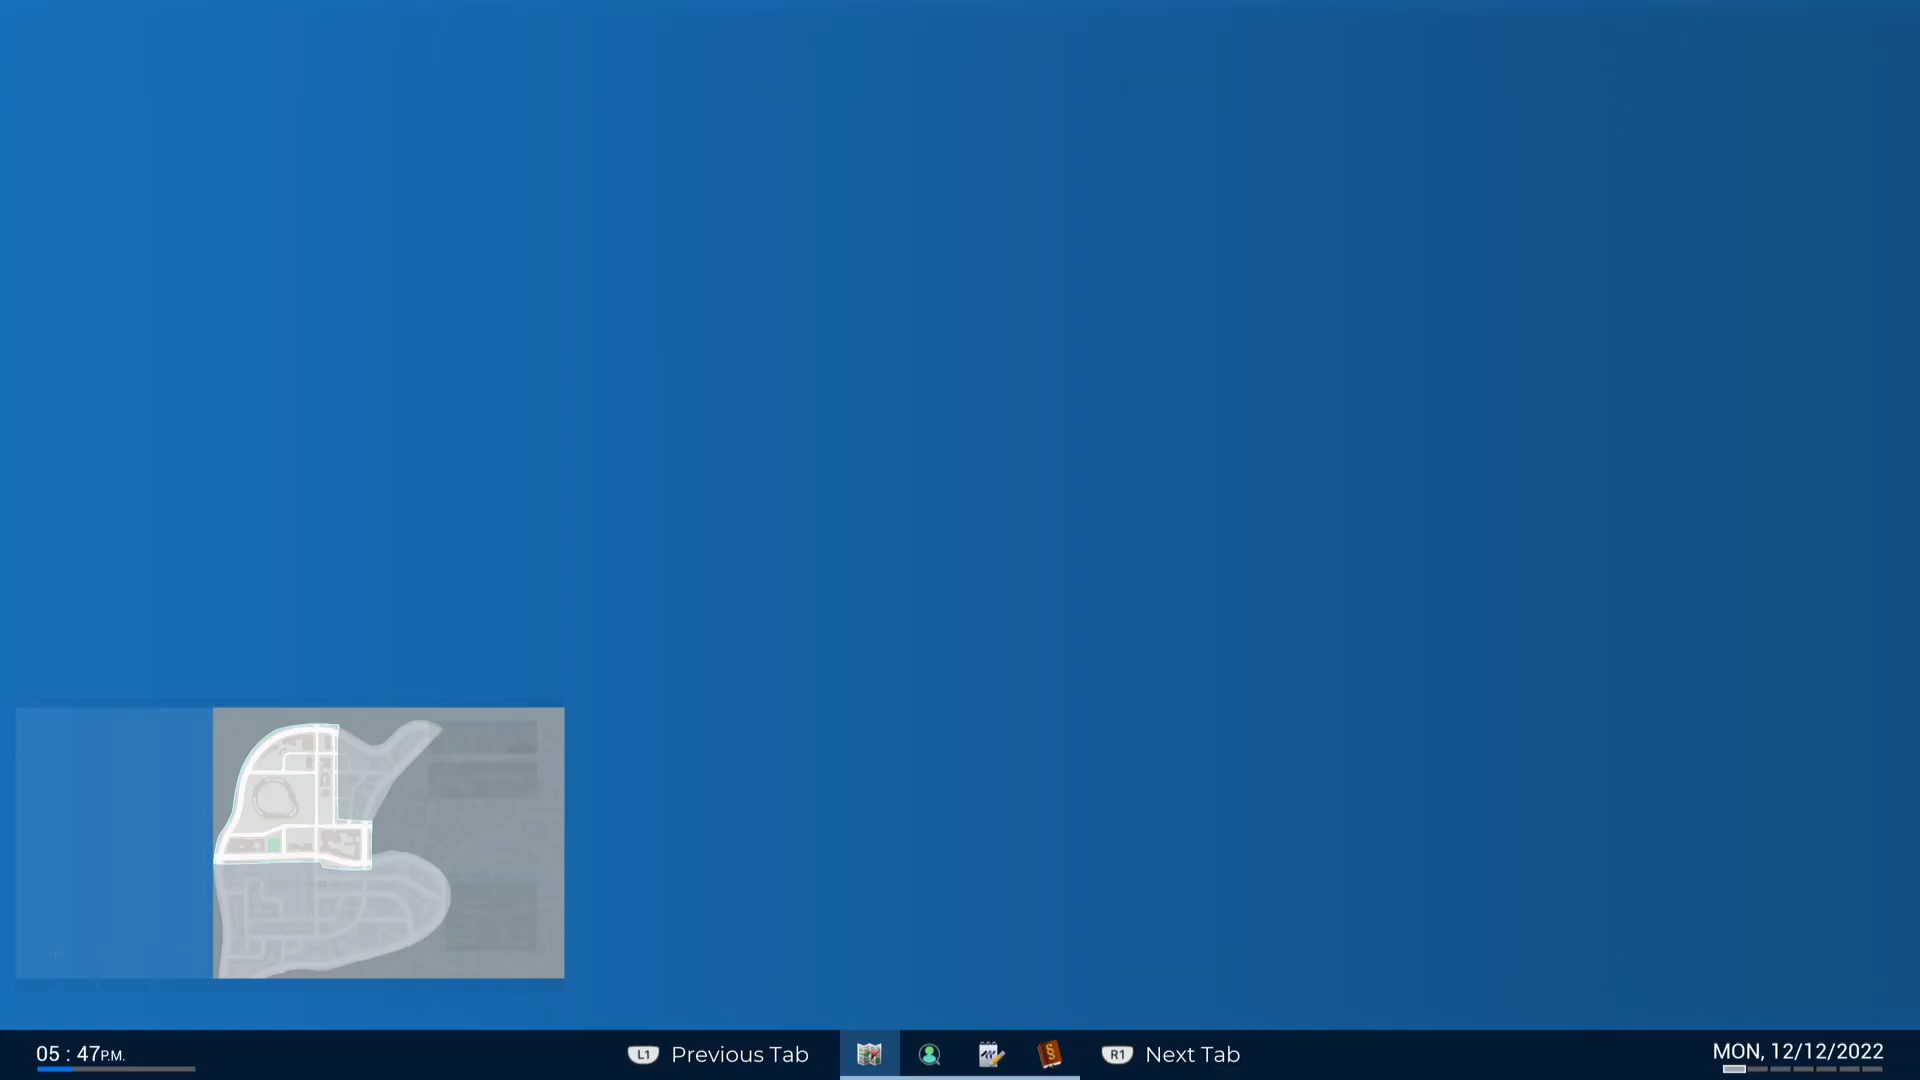 05 : 47P.M.
L1 Previous Tab
§
R1 Next Tab
MON, 12/12/2022